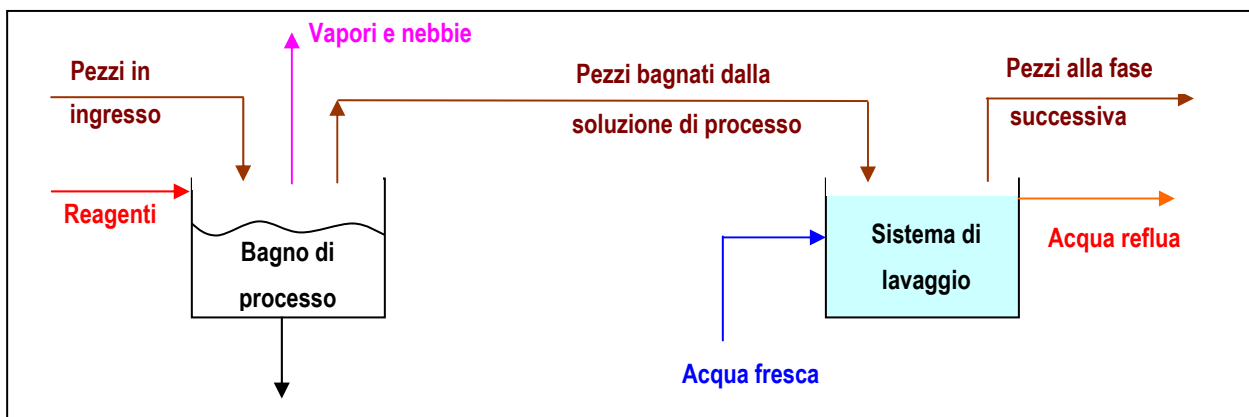 Vapori e nebbie
Pezzi in
ingresso
Pezzi bagnati dalla
soluzione di processo
Pezzi alla fase
successiva
Reagenti
Bagno di
processo
Sistema di
lavaggio
Acqua reflua
Acqua fresca